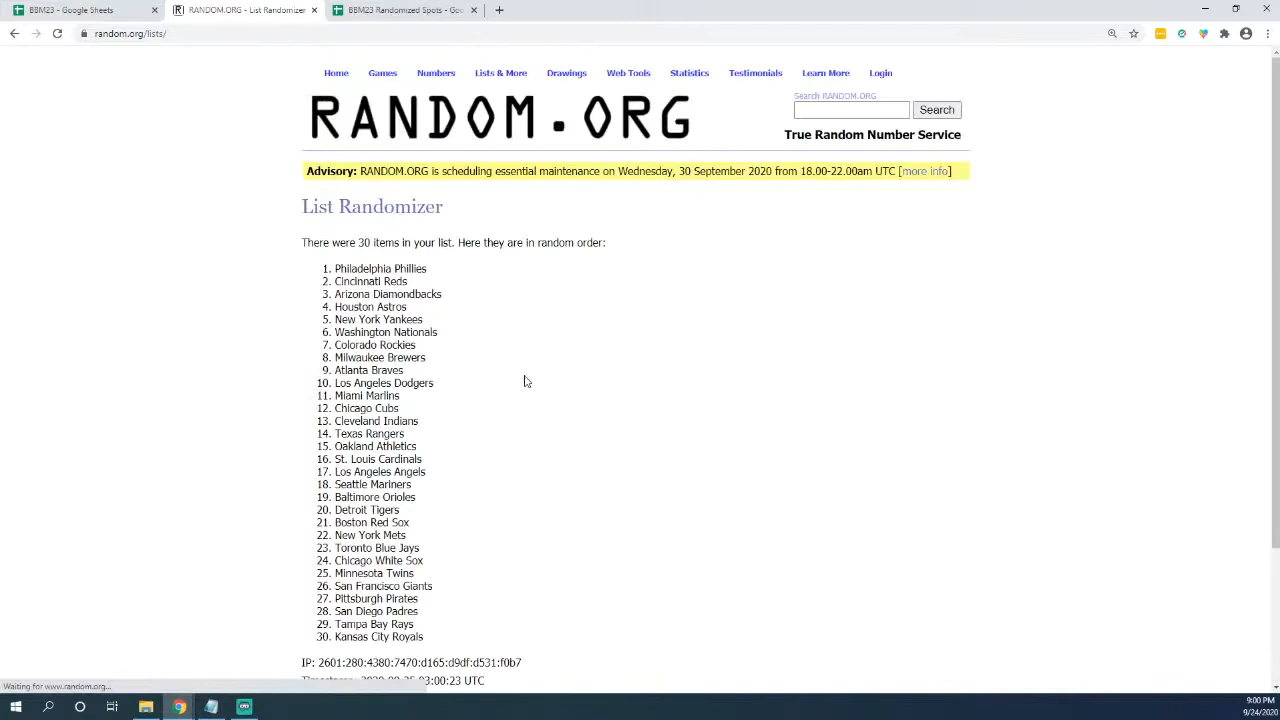 BBM23 - Google Sheets
RANDOM.ORG - List Randomizer
BBM23 Randomized Spots - Goo
random.org/lists/
Home Games Numbers Lists & More Drawings Web Tools Statistics Testimonials Learn More Login
RANDOM.ORG
Search RANDOM.ORG
Search
True Random Number Service
Advisory: RANDOM.ORG is scheduling essential maintenance on Wednesday, 30 September 2020 from 18.00-22.00am UTC [more info]
List Randomizer
There were 30 items in your list. Here they are in random order:
1. Philadelphia Phillies
2. Cincinnati Reds
3. Arizona Diamondbacks
4. Houston Astros
5. New York Yankees
6. Washington Nationals
7. Colorado Rockies
8. Milwaukee Brewers
9. Atlanta Braves
10. Los Angeles Dodgers
11. Miami Marlins
12. Chicago Cubs
13. Cleveland Indians
14. Texas Rangers
15. Oakland Athletics
16. St. Louis Cardinals
17. Los Angeles Angels
18. Seattle Mariners
19. Baltimore Orioles
20. Detroit Tigers
21. Boston Red Sox
22. New York Mets
23. Toronto Blue Jays
24. Chicago White Sox
25. Minnesota Twins
26. San Francisco Giants
27. Pittsburgh Pirates
28. San Diego Padres
29. Tampa Bay Rays
30. Kansas City Royals
IP: 2601:280:4380:7470:d165:d9df:d531:f0b7
UTC
Waiting for www.random.org...
9:00 PM
9/24/2020